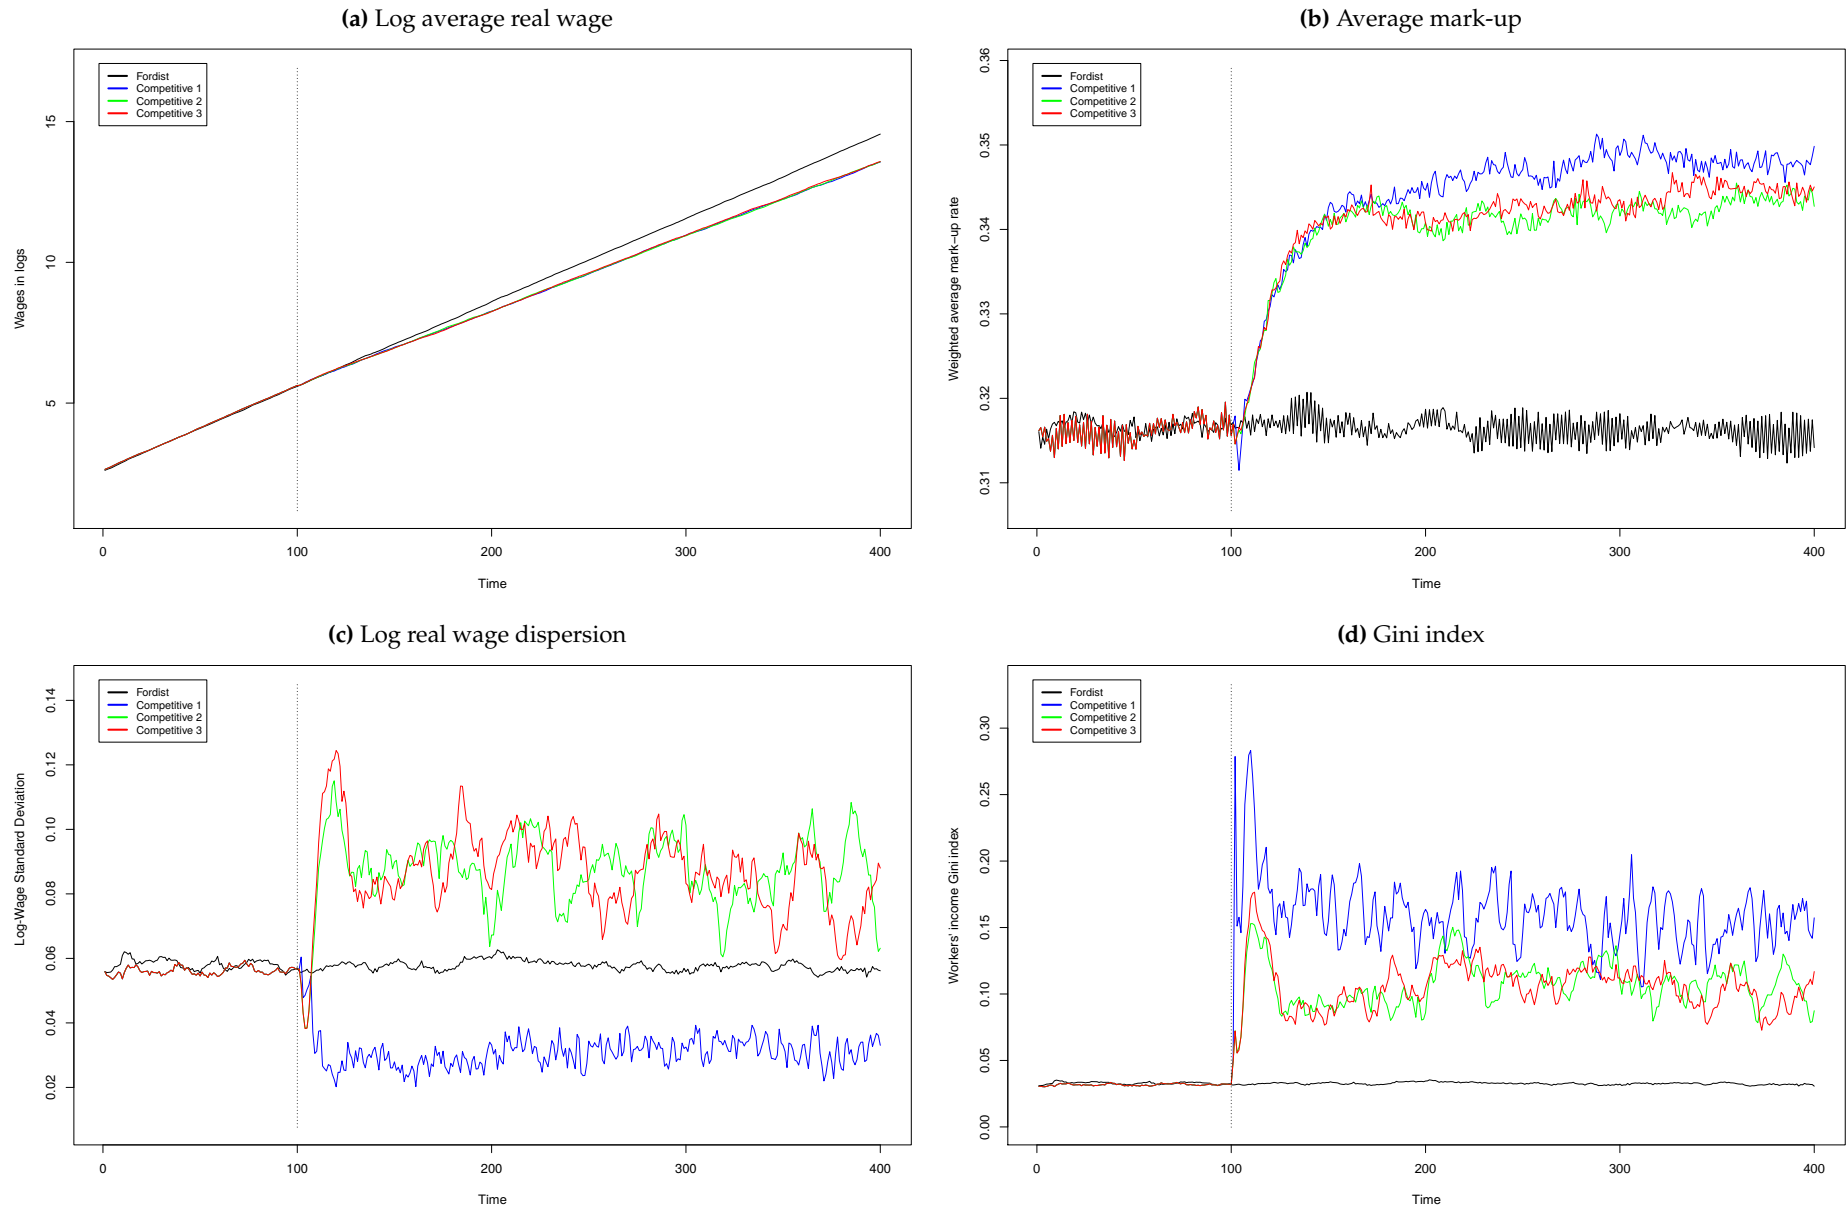 (a) Log average real wage
Fordist
Competitive 1
Competitive 2
Competitive 3
Wages in logs
15
10
5
0
100
200
300
400
Time
(b) Average mark-up
Fordist
Competitive 1
Competitive 2
Competitive 3
Weighted average mark-up rate
0.36
0.35
0.34
0.33
0.32
0.31
0
100
200
300
400
Time
(c) Log real wage dispersion
Fordist
Competitive 1
Competitive 2
Competitive 3
Log-Wage Standard Deviation
0.14
0.12
0.10
0.08
0.06
0.04
0.02
0
100
200
300
400
Time
(d) Gini index
Fordist
Competitive 1
Competitive 2
Competitive 3
Workers' income Gini index
0.30
0.25
0.20
0.15
0.10
0.05
0.00
0
100
200
300
400
Time